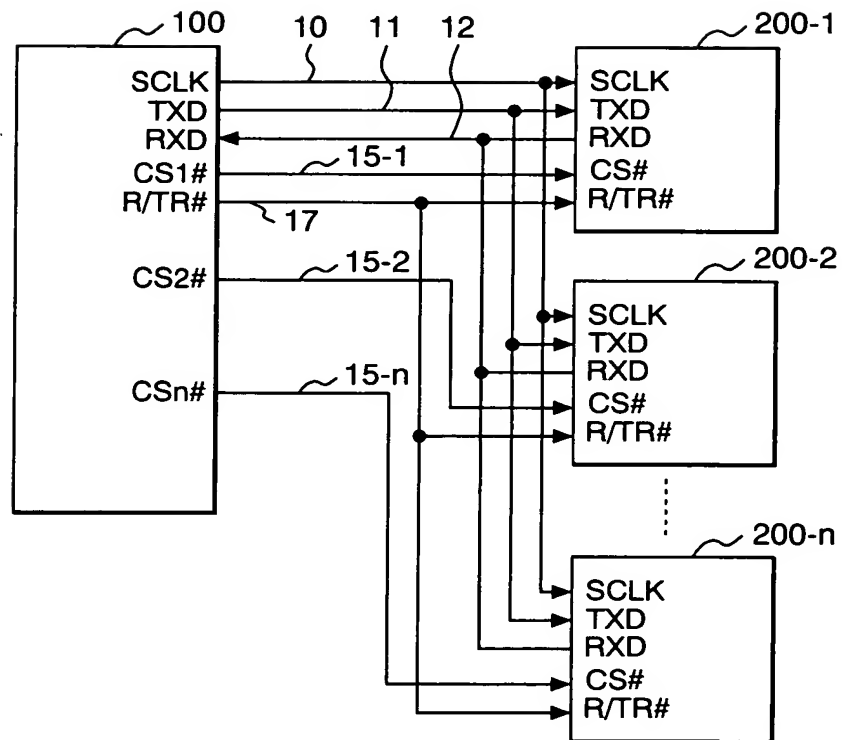 100
10
11
12
200-1
SCLK
TXD
RXD
CS1#
R/TR#
CS2#
CSn#
15-1
17
15-2
15-n
SCLK
TXD
RXD
CS#
R/TR#
200-2
SCLK
TXD
RXD
CS#
R/TR#
200-n
SCLK
TXD
RXD
CS#
R/TR#